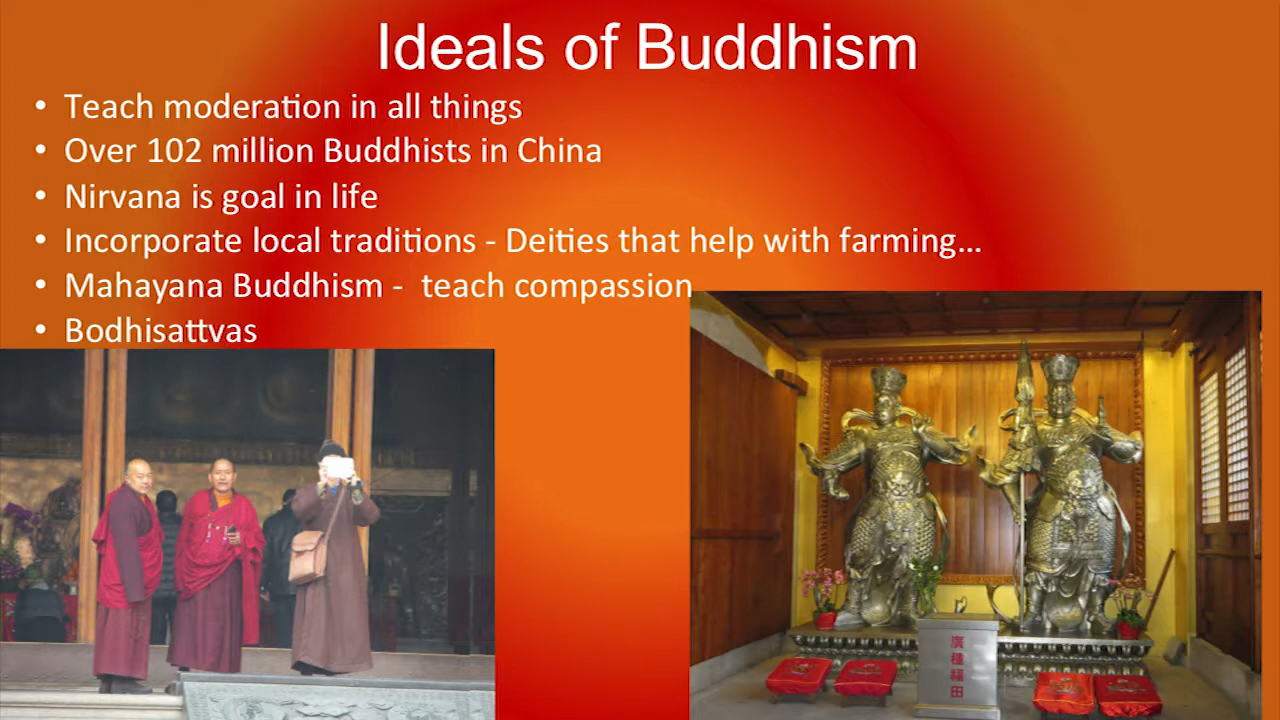 Ideals of Buddhism
• Teach moderation in all things
• Over 102 million Buddhists in China
• Nirvana is goal in life
• Incorporate local traditions - Deities that help with farming...
• Mahayana Buddhism - teach compassion
• Bodhisattvas
廣種福田